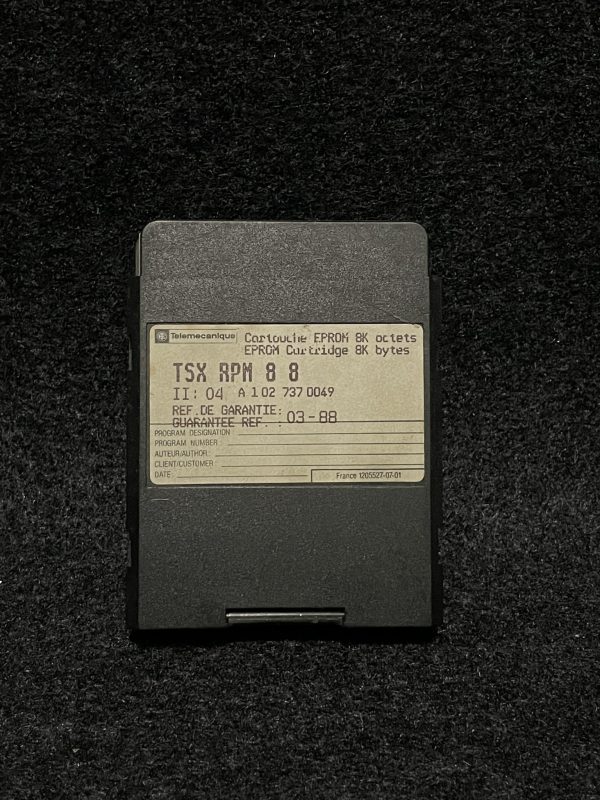 Telemecanique
Cartouche EPROM 8K octets
EPROM Cartridge 8K bytes
TSX RPM 8 8
II: 04 A 1 02 737 0049
REF. DE GARANTIE:
GUARANTEE REF. : 03-88
PROGRAM DESIGNATION :
PROGRAM NUMBER :
AUTEUR/AUTHOR :
CLIENT/CUSTOMER :
DATE :
France 1205527-07-01